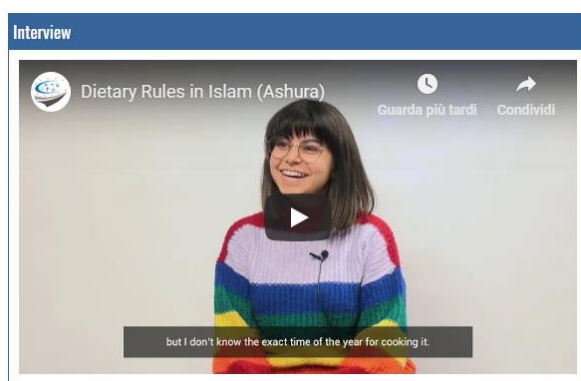 Interview
Dietary Rules in Islam (Ashura)
Guarda più tardi
Condividi
but I don't know the exact time of the year for cooking it.